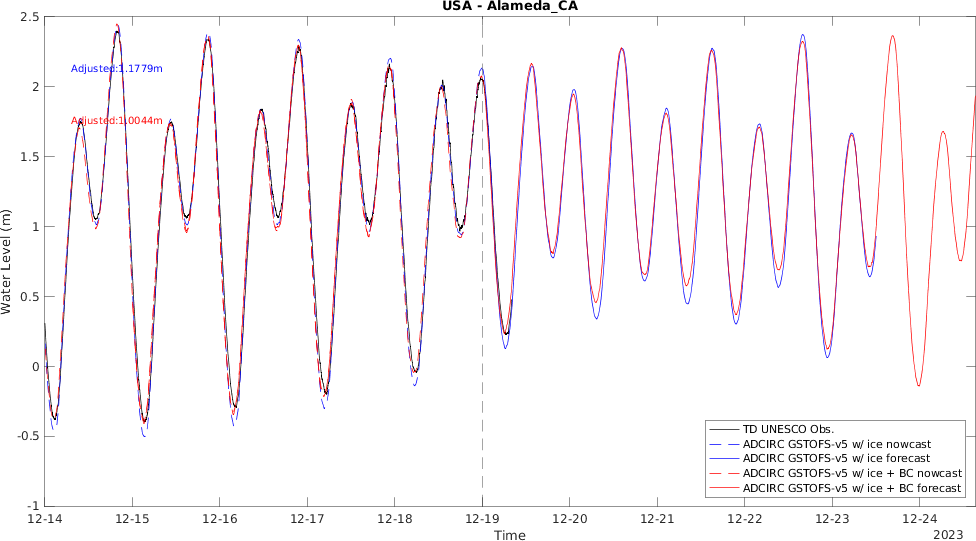 USA - Alameda_CA
2.5
2
1.5
1
0.5
0
-0.5
-1
Water Level (m)
Adjusted:1.1779m
Adjusted:1.0044m
TD UNESCO Obs.
ADCIRC GSTOFS-v5 w/ ice nowcast
ADCIRC GSTOFS-v5 w/ ice forecast
ADCIRC GSTOFS-v5 w/ ice + BC nowcast
ADCIRC GSTOFS-v5 w/ ice + BC forecast
12-14 12-15 12-16 12-17 12-18 12-19 12-20 12-21 12-22 12-23 12-24
Time
2023